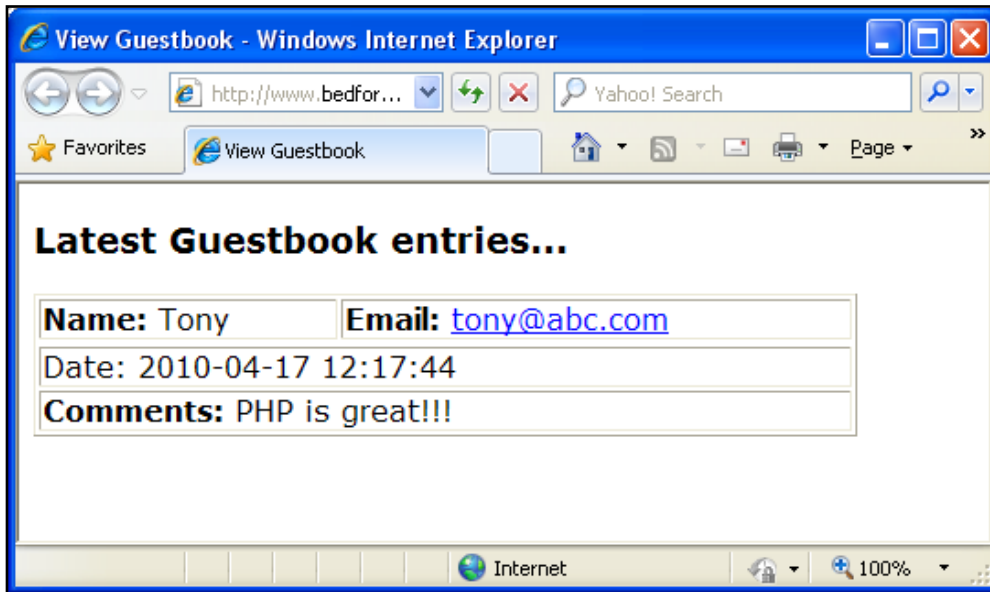 View Guestbook - Windows Internet Explorer
http://www.bedfor... Yahoo! Search
Favorites View Guestbook Page »
Latest Guestbook entries...
Name: Tony Email: tony@abc.com
Date: 2010-04-17 12:17:44
Comments: PHP is great!!!
Internet 100%